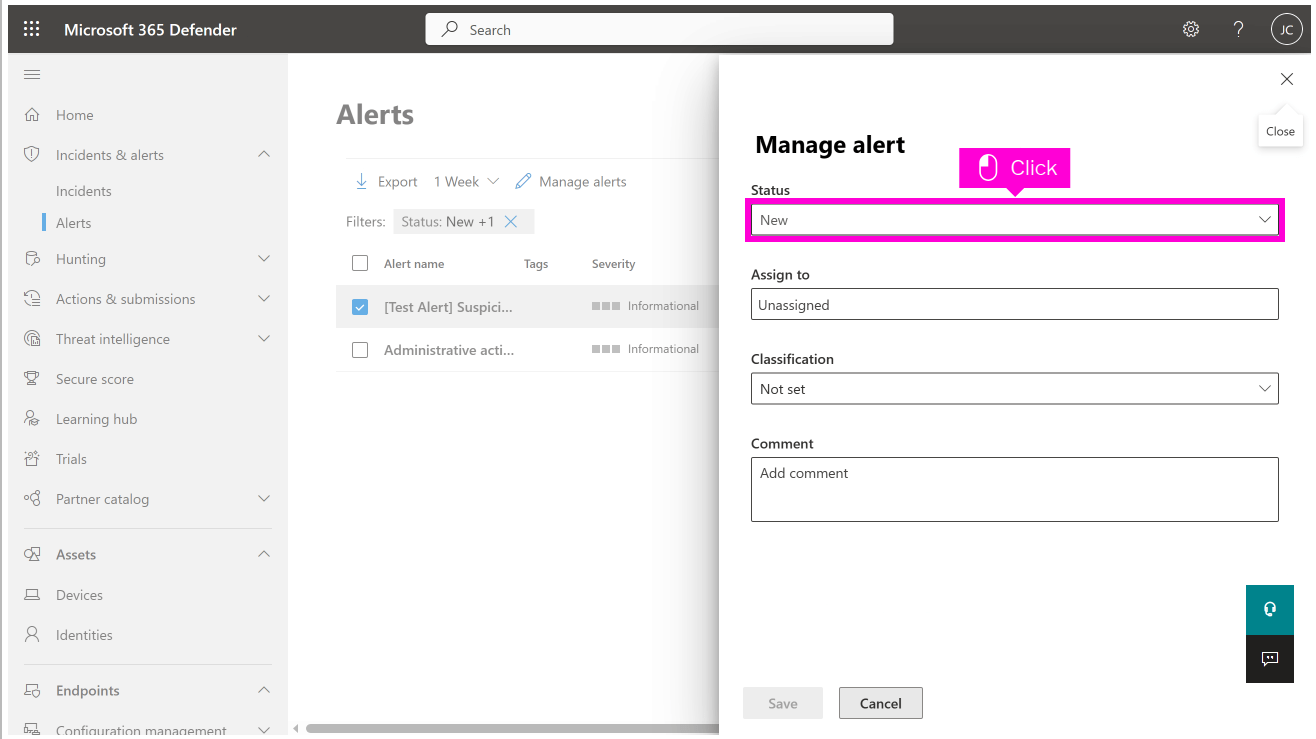 Microsoft 365 Defender
Search
JC
Home
Incidents & alerts
Incidents
Alerts
Hunting
Actions & submissions
Threat intelligence
Secure score
Learning hub
Trials
Partner catalog
Assets
Devices
Identities
Endpoints
Configuration management
Alerts
Export 1 Week Manage alerts
Filters: Status: New +1
Alert name Tags Severity
[Test Alert] Suspici... Informational
Administrative acti... Informational
Close
Manage alert
Click
Status
New
Assign to
Unassigned
Classification
Not set
Comment
Add comment
Save Cancel